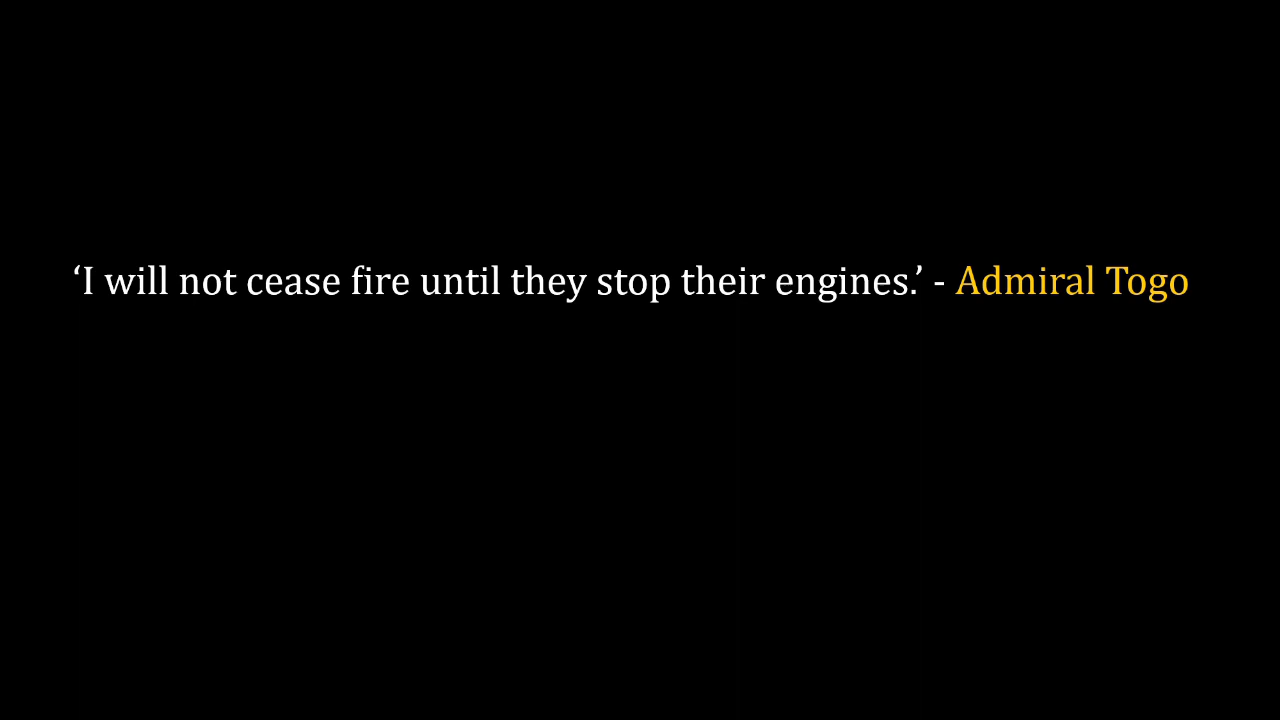 ‘I will not cease fire until they stop their engines.’ - Admiral Togo